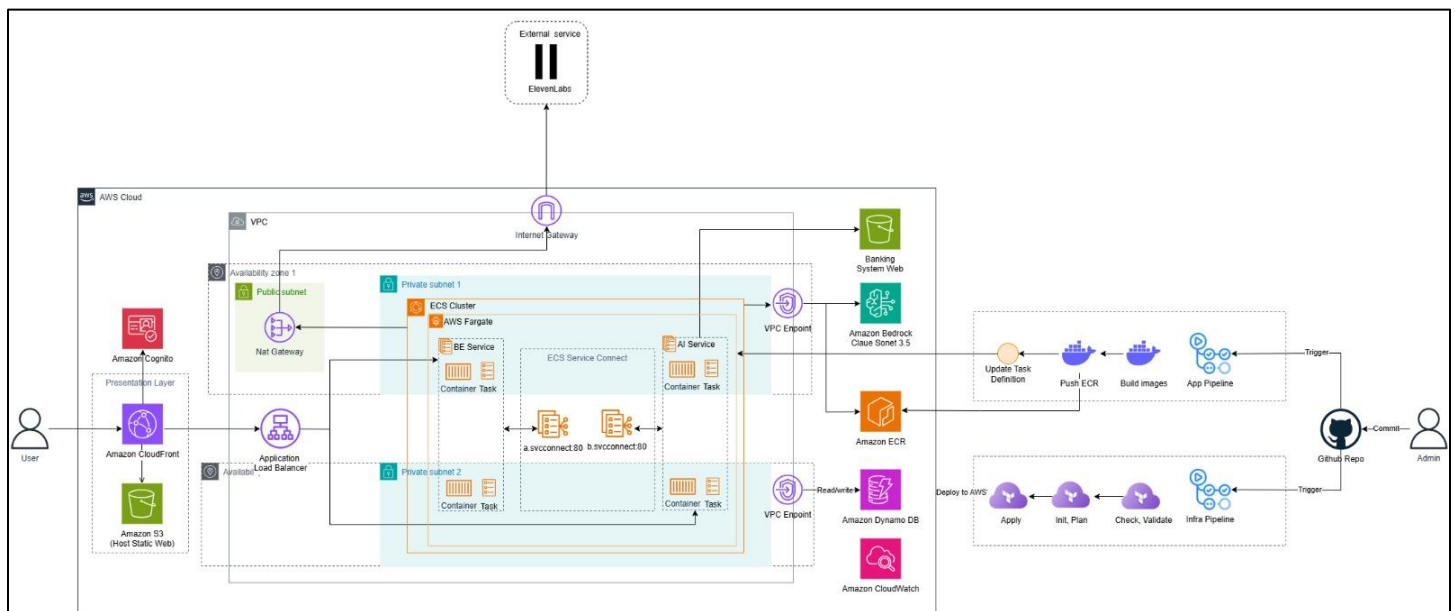 External service
ElevenLabs
aws
AWS Cloud
VPC
Internet Gateway
Availability zone 1
Public subnet
Nat Gateway
Private subnet 1
ECS Cluster
AWS Fargate
BE Service
Container Task
ECS Service Connect
AI Service
Container Task
a.svcconnect:80
b.svcconnect:80
VPC Enpoint
Banking
System Web
Amazon Bedrock
Claue Sonet 3.5
Amazon ECR
Amazon Cognito
Presentation Layer
User
Amazon CloudFront
Amazon S3
(Host Static Web)
Application
Load Balancer
Private subnet 2
Container Task
Container Task
VPC Enpoint
Read/write
Amazon Dynamo DB
Amazon CloudWatch
Update Task
Definition
Push ECR
Build images
App Pipeline
Trigger
Github Repo
Commit
Admin
Deploy to AWS
Apply
Init, Plan
Check, Validate
Infra Pipeline
Trigger